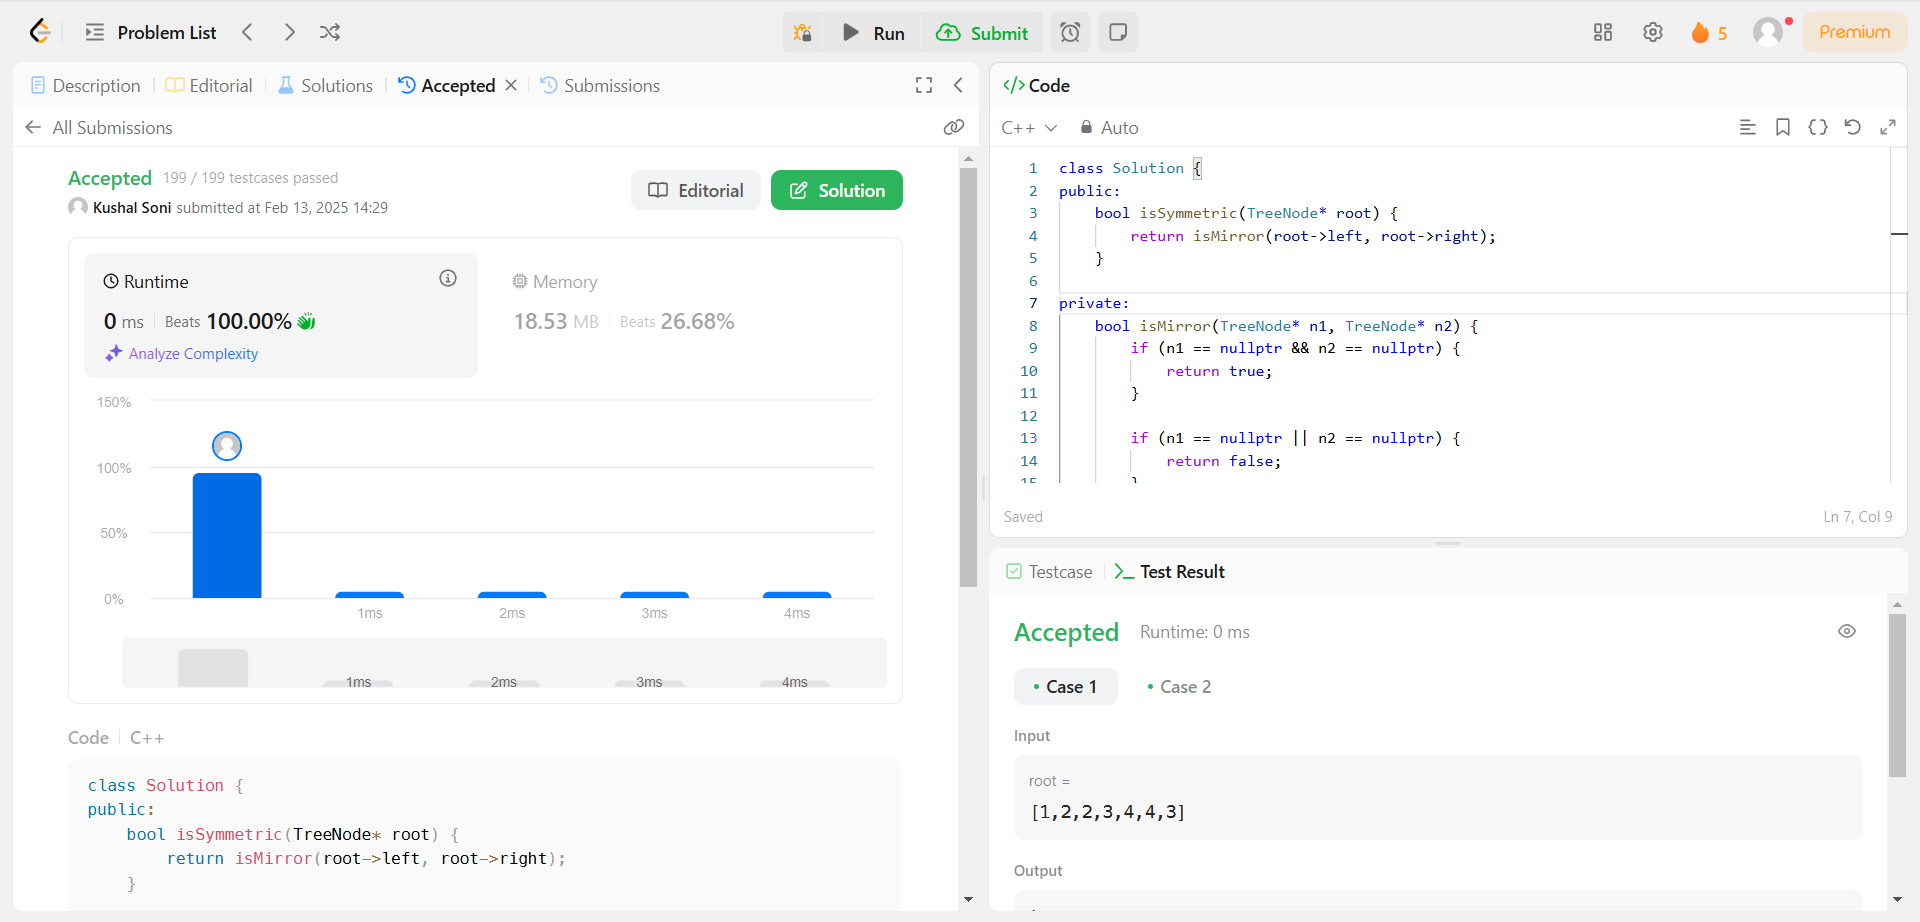 Problem List
Run
Submit
5
Premium
Description
Editorial
Solutions
Accepted
Submissions
All Submissions
Accepted 199 / 199 testcases passed
Kushal Soni submitted at Feb 13, 2025 14:29
Editorial
Solution
Runtime
0 ms Beats 100.00%
Analyze Complexity
Memory
18.53 MB Beats 26.68%
150%
100%
50%
0%
1ms 2ms 3ms 4ms
1ms 2ms 3ms 4ms
Code C++
class Solution {
public:
    bool isSymmetric(TreeNode* root) {
        return isMirror(root->left, root->right);
    }
</> Code
C++ Auto
1 class Solution {
2 public:
3     bool isSymmetric(TreeNode* root) {
4         return isMirror(root->left, root->right);
5     }
6
7 private:
8     bool isMirror(TreeNode* n1, TreeNode* n2) {
9         if (n1 == nullptr && n2 == nullptr) {
10             return true;
11         }
12
13         if (n1 == nullptr || n2 == nullptr) {
14             return false;
15         }
Saved
Ln 7, Col 9
Testcase
Test Result
Accepted Runtime: 0 ms
Case 1
Case 2
Input
root =
[1,2,2,3,4,4,3]
Output